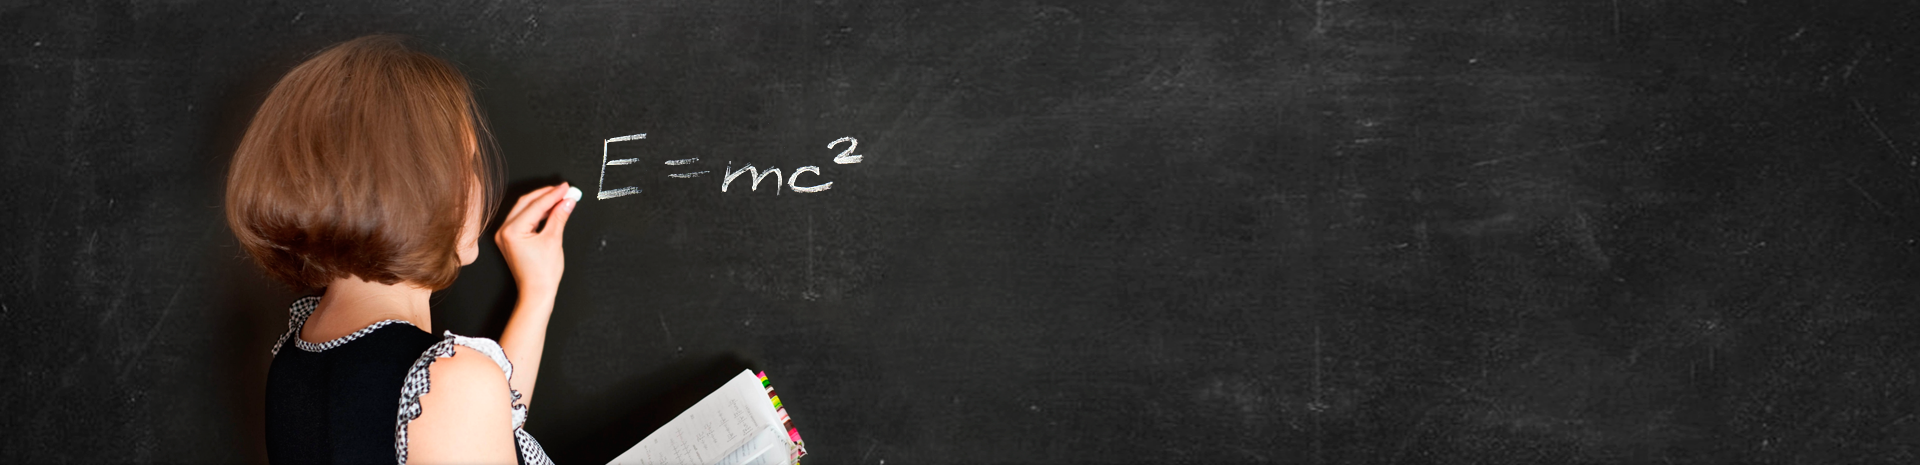 E = mc²